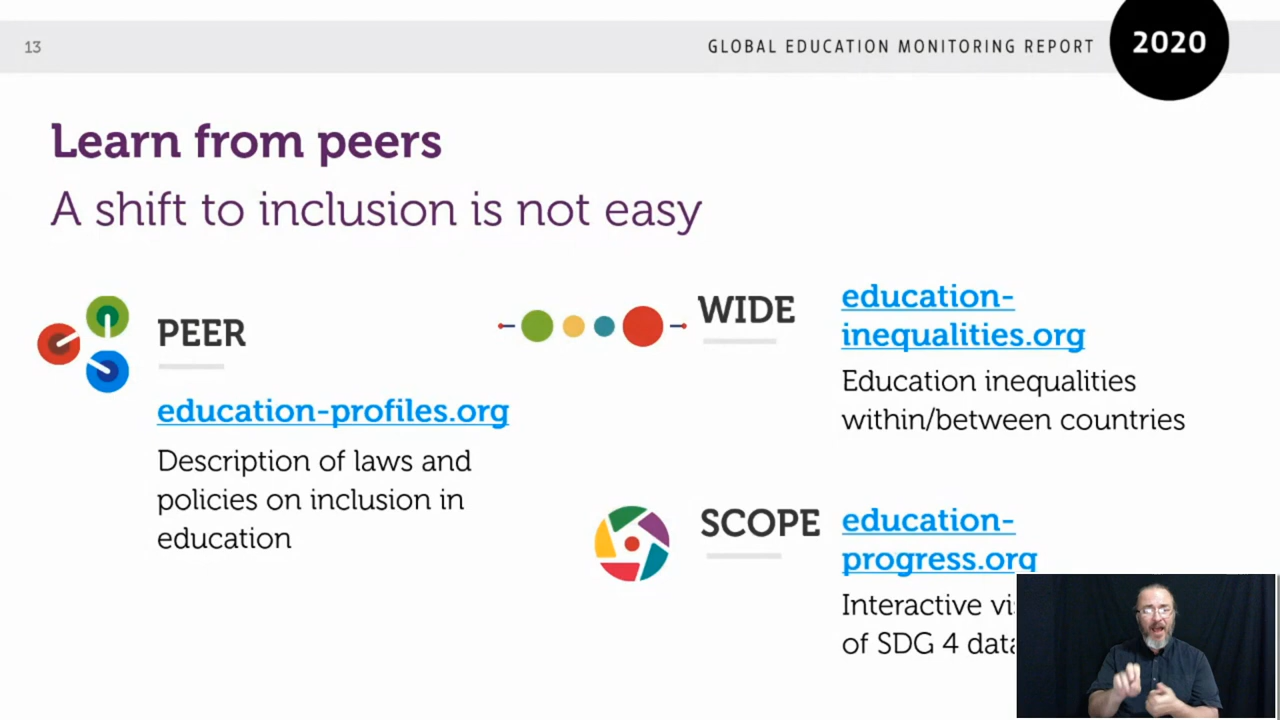 13
GLOBAL EDUCATION MONITORING REPORT
2020
Learn from peers
A shift to inclusion is not easy
PEER
education-profiles.org
Description of laws and
policies on inclusion in
education
WIDE
education-
inequalities.org
Education inequalities
within/between countries
SCOPE
education-
progress.org
Interactive
of SDG 4